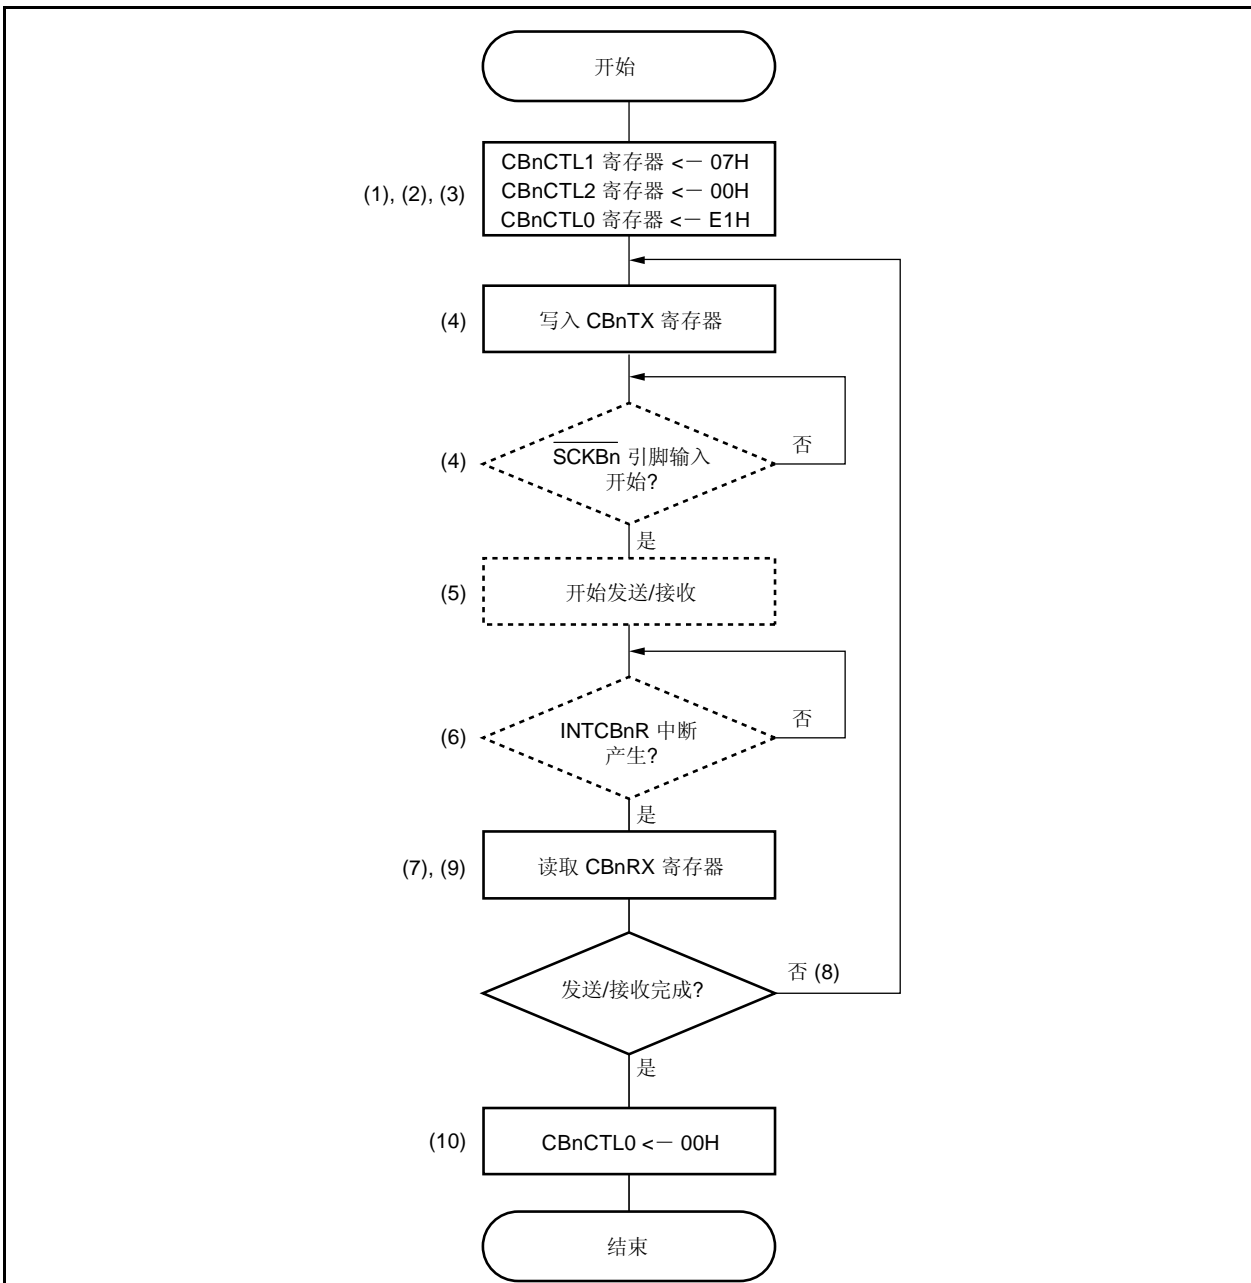 开始
(1), (2), (3)
CBnCTL1 寄存器 <— 07H
CBnCTL2 寄存器 <— 00H
CBnCTL0 寄存器 <— E1H
(4)
写入 CBnTX 寄存器
(4)
SCKBn 引脚输入
开始?
否
是
(5)
开始发送/接收
(6)
INTCBnR 中断
产生?
否
是
(7), (9)
读取 CBnRX 寄存器
发送/接收完成?
否 (8)
是
(10)
CBnCTL0 <— 00H
结束